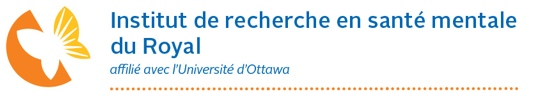 Institut de recherche en santé mentale
du Royal
affilié avec l'Université d'Ottawa